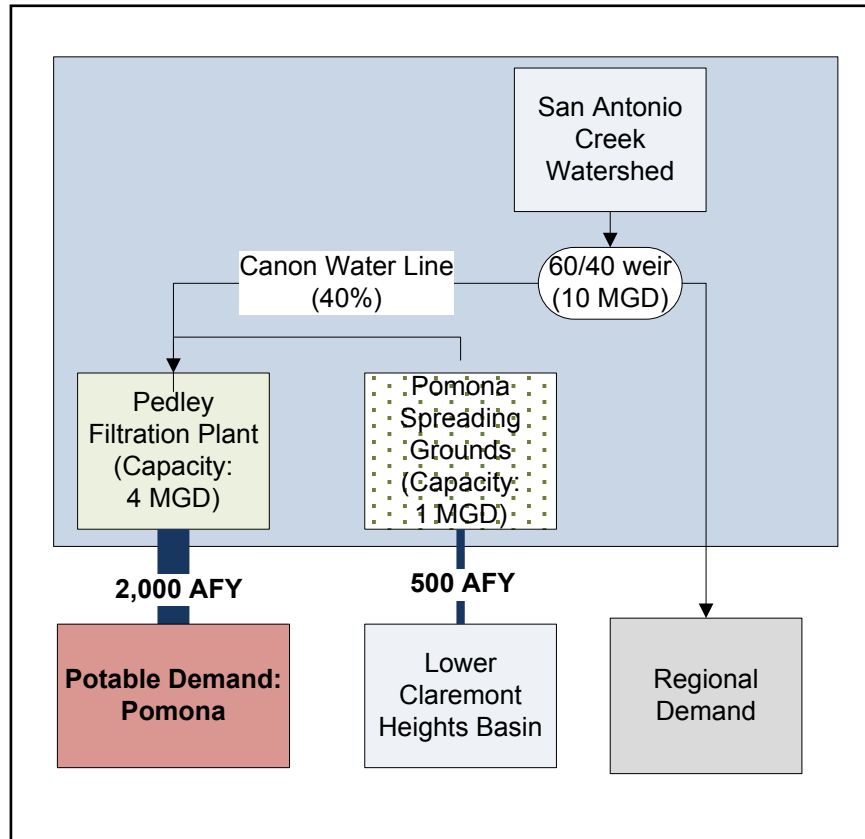 San Antonio
Creek
Watershed
Canon Water Line
(40%)
60/40 weir
(10 MGD)
Pedley
Filtration Plant
(Capacity:
4 MGD)
Pomona
Spreading
Grounds
(Capacity:
1 MGD)
2,000 AFY
500 AFY
Potable Demand:
Pomona
Lower
Claremont
Heights Basin
Regional
Demand